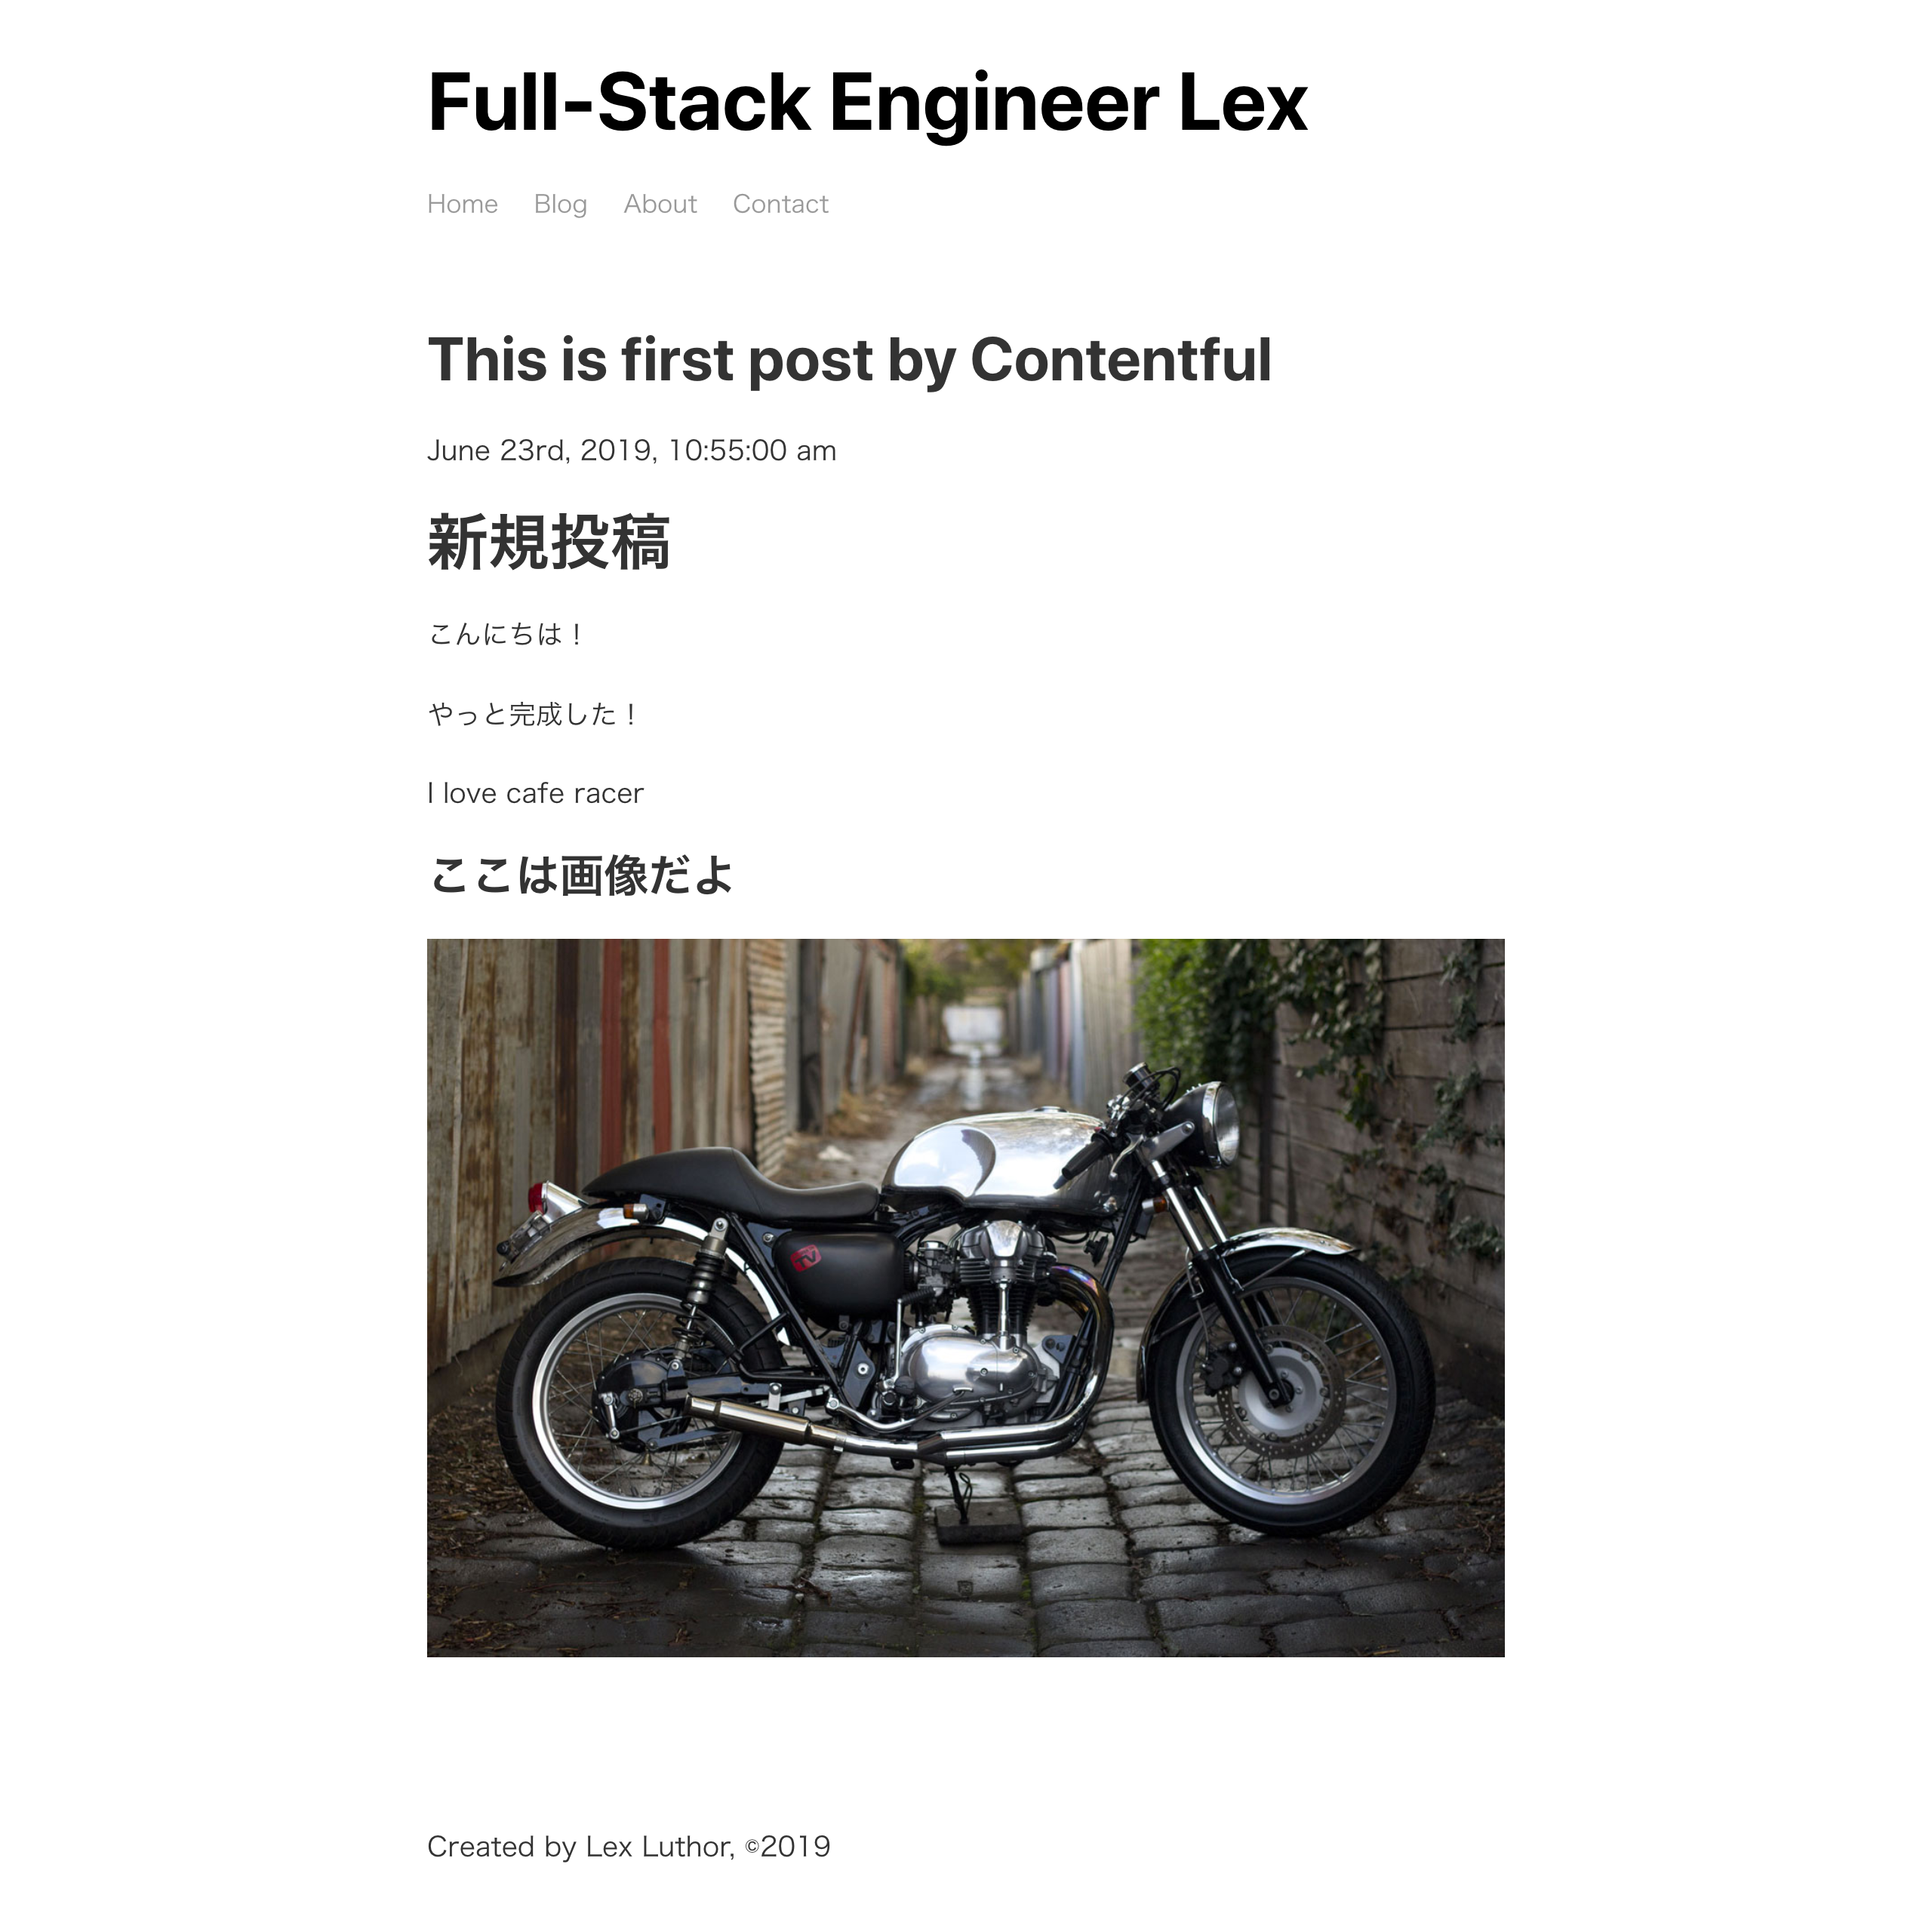 Full-Stack Engineer Lex
Home Blog About Contact
This is first post by Contentful
June 23rd, 2019, 10:55:00 am
新規投稿
こんにちは！
やっと完成した！
I love cafe racer
ここは画像だよ
TV
Created by Lex Luthor, ©2019